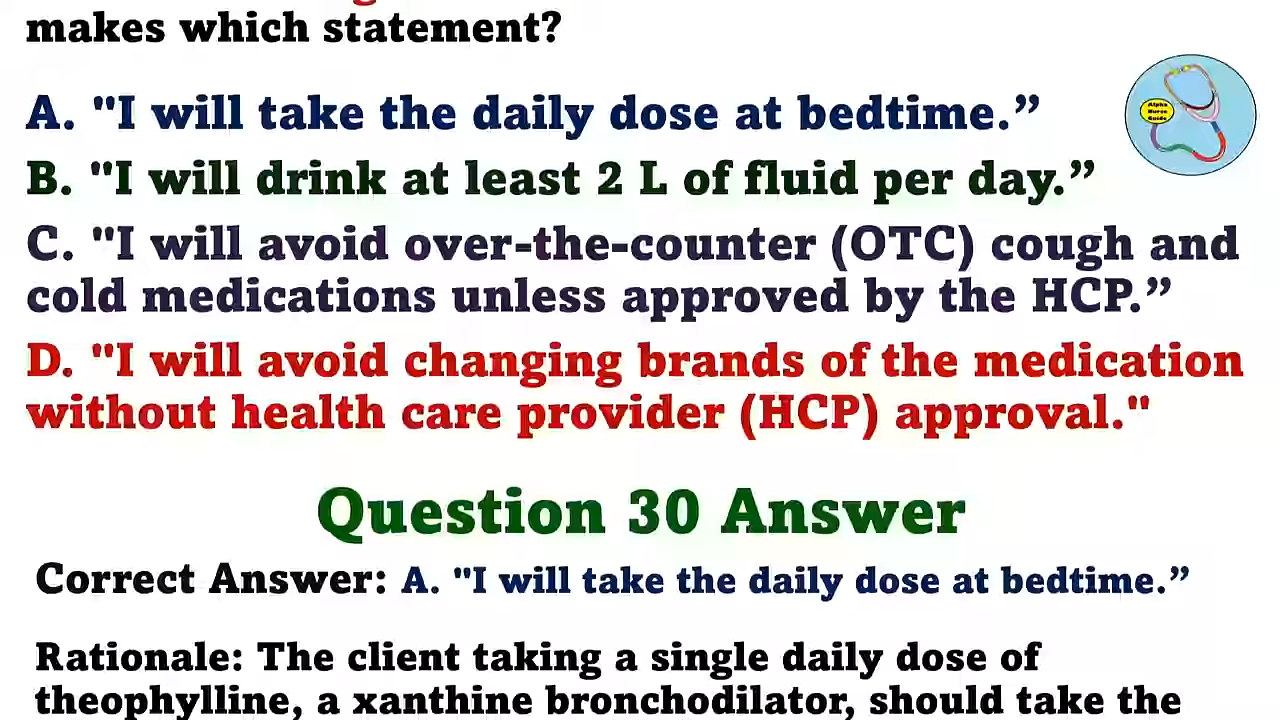 makes which statement?
A. "I will take the daily dose at bedtime.”
B. "I will drink at least 2 L of fluid per day.”
C. "I will avoid over-the-counter (OTC) cough and
cold medications unless approved by the HCP.”
D. "I will avoid changing brands of the medication
without health care provider (HCP) approval."
Alpha
Nurse
Guide
Question 30 Answer
Correct Answer: A. "I will take the daily dose at bedtime.”
Rationale: The client taking a single daily dose of
theophylline, a xanthine bronchodilator, should take the